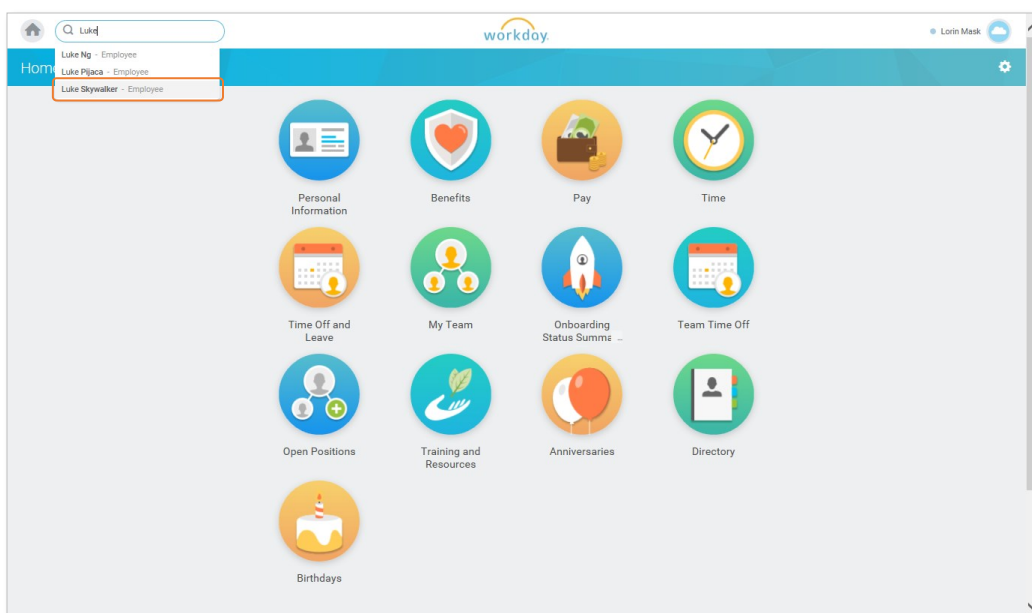 Luke
workday.
Lorin Mask
Luke Ng - Employee
Luke Pijaca - Employee
Luke Skywalker - Employee
Hom
Personal
Information
Benefits
Pay
Time
Time Off and
Leave
My Team
Onboarding
Status Summa ...
Team Time Off
Open Positions
Training and
Resources
Anniversaries
Directory
Birthdays